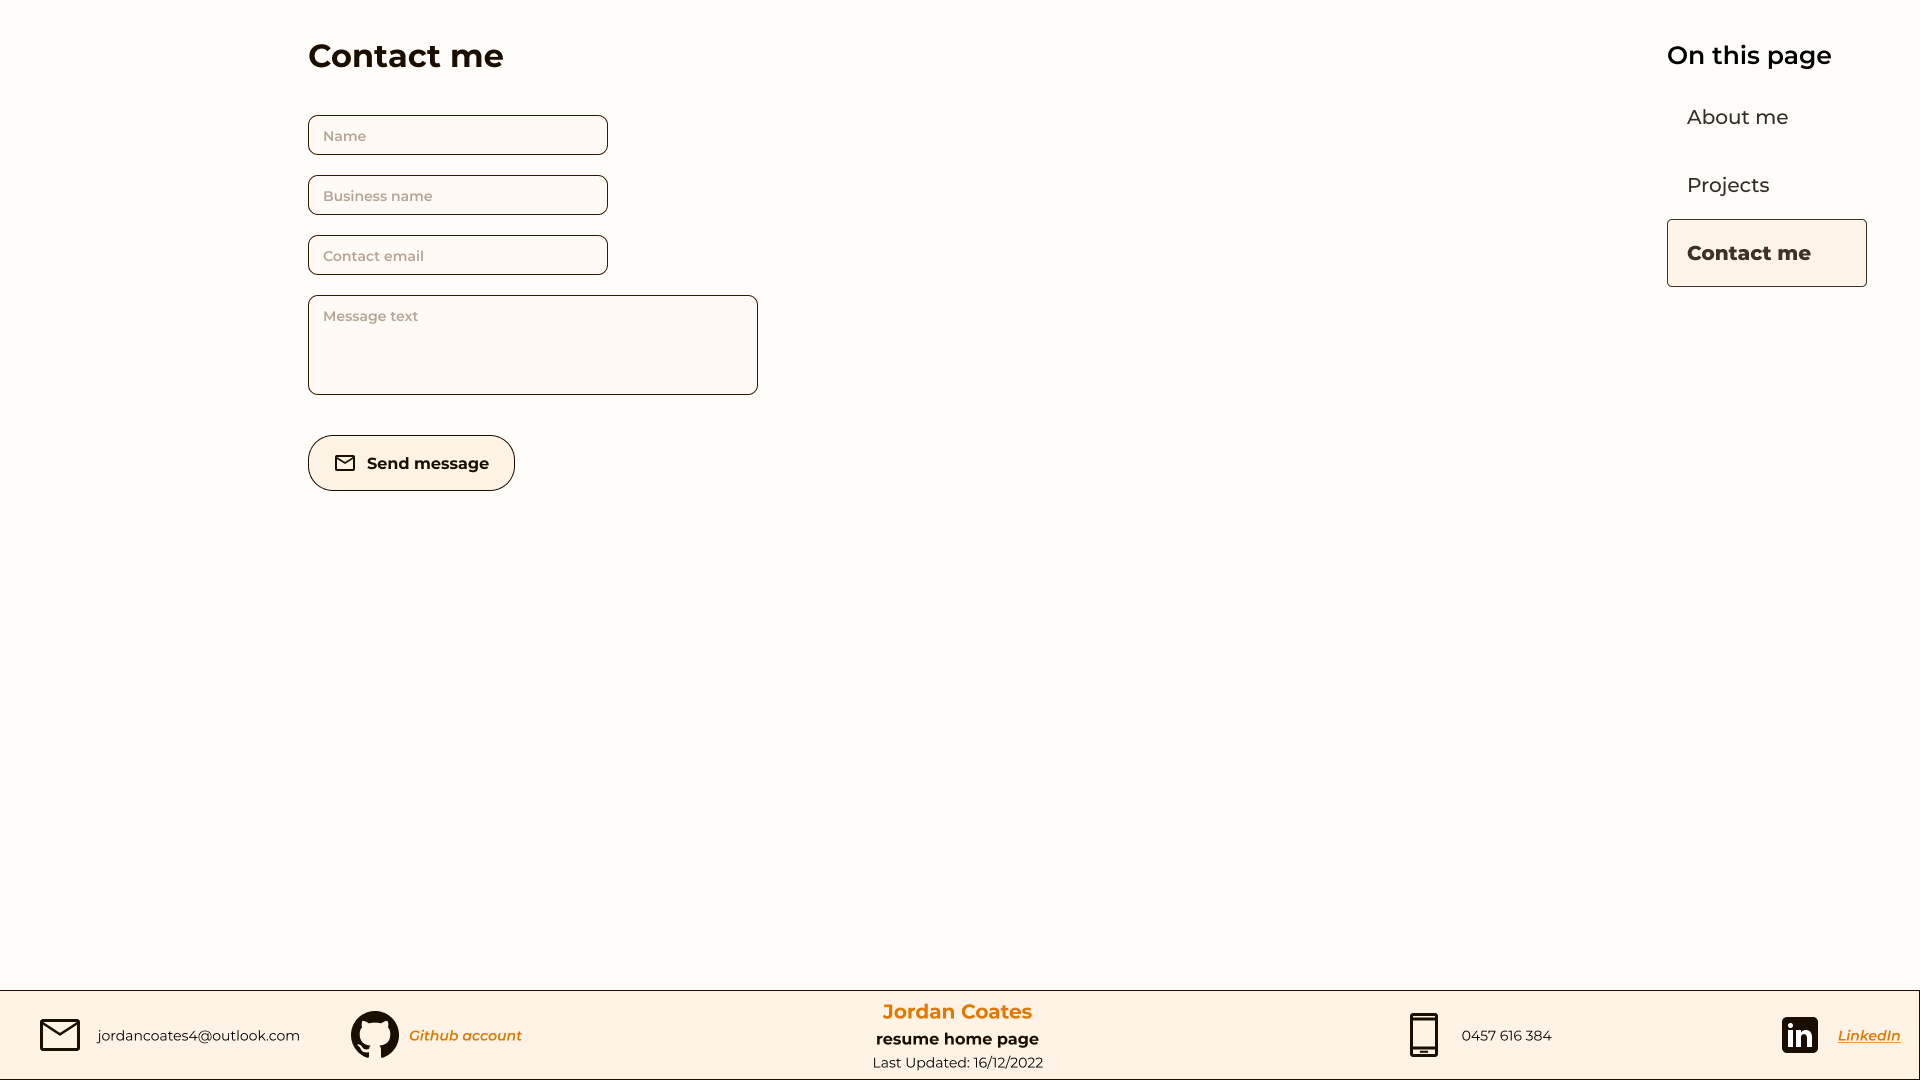 Contact me
Name
Business name
Contact email
Message text
Send message
On this page
About me
Projects
Contact me
jordancoates4@outlook.com
Github account
Jordan Coates
resume home page
Last Updated: 16/12/2022
0457 616 384
LinkedIn